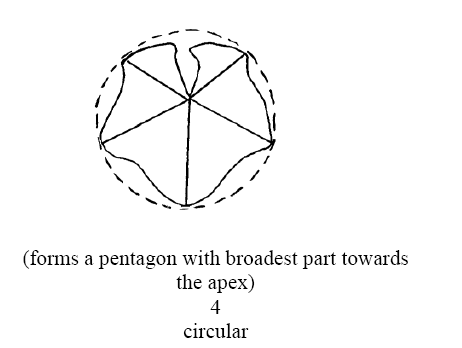 (forms a pentagon with broadest part towards
the apex)
4
circular